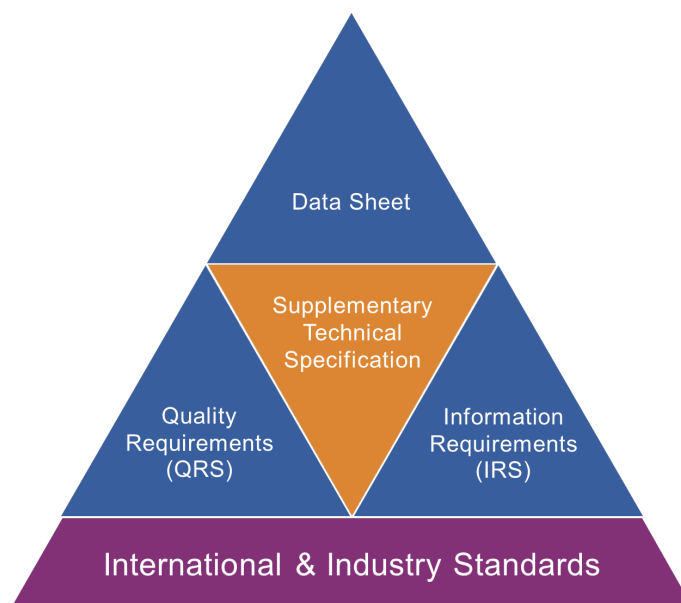 Data Sheet
Supplementary
Technical
Specification
Quality
Requirements
(QRS)
Information
Requirements
(IRS)
International & Industry Standards